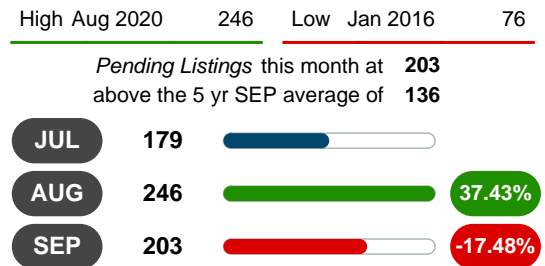 High Aug 2020 246 Low Jan 2016 76
Pending Listings this month at 203
above the 5 yr SEP average of 136
JUL 179
AUG 246 37.43%
SEP 203 -17.48%